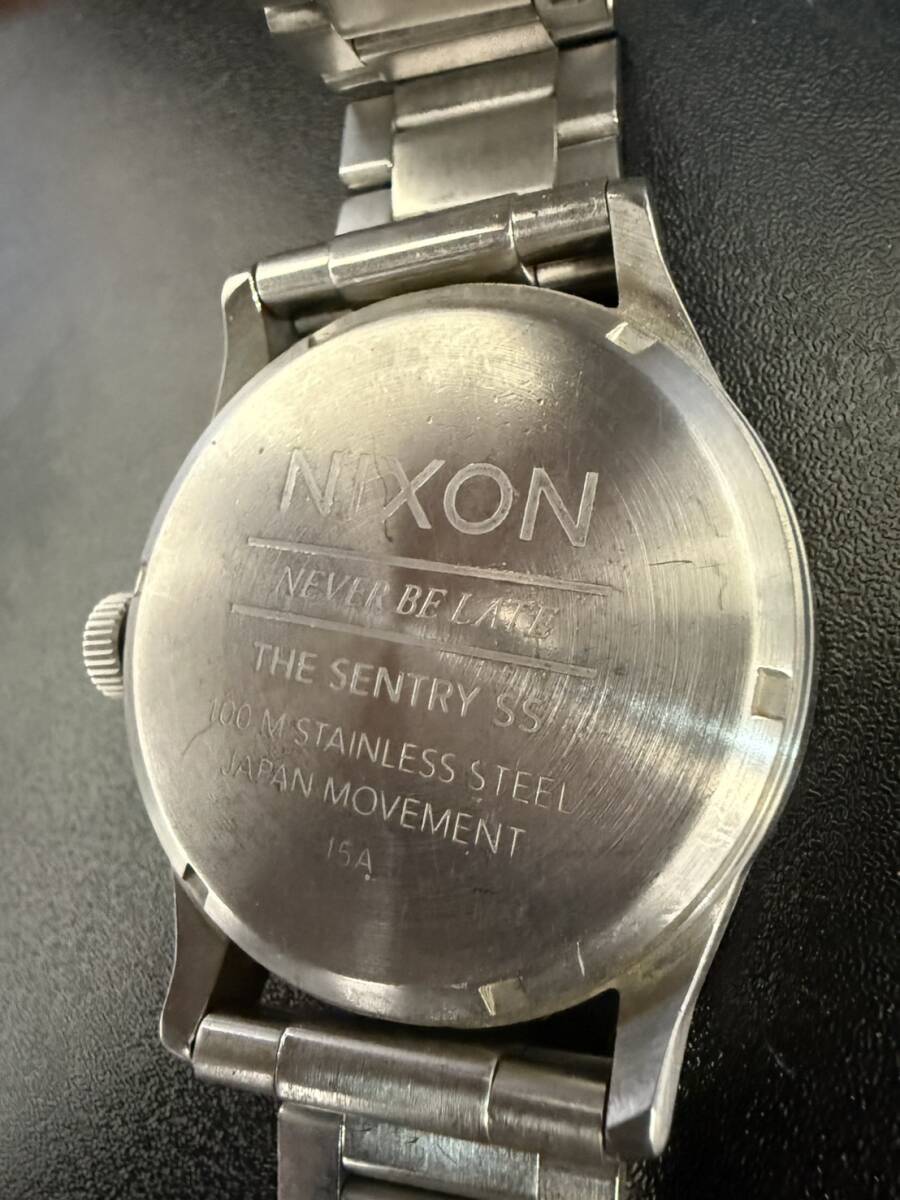 NIXON
NEVER BE LATE
THE SENTRY SS
100 M STAINLESS STEEL
JAPAN MOVEMENT
15A